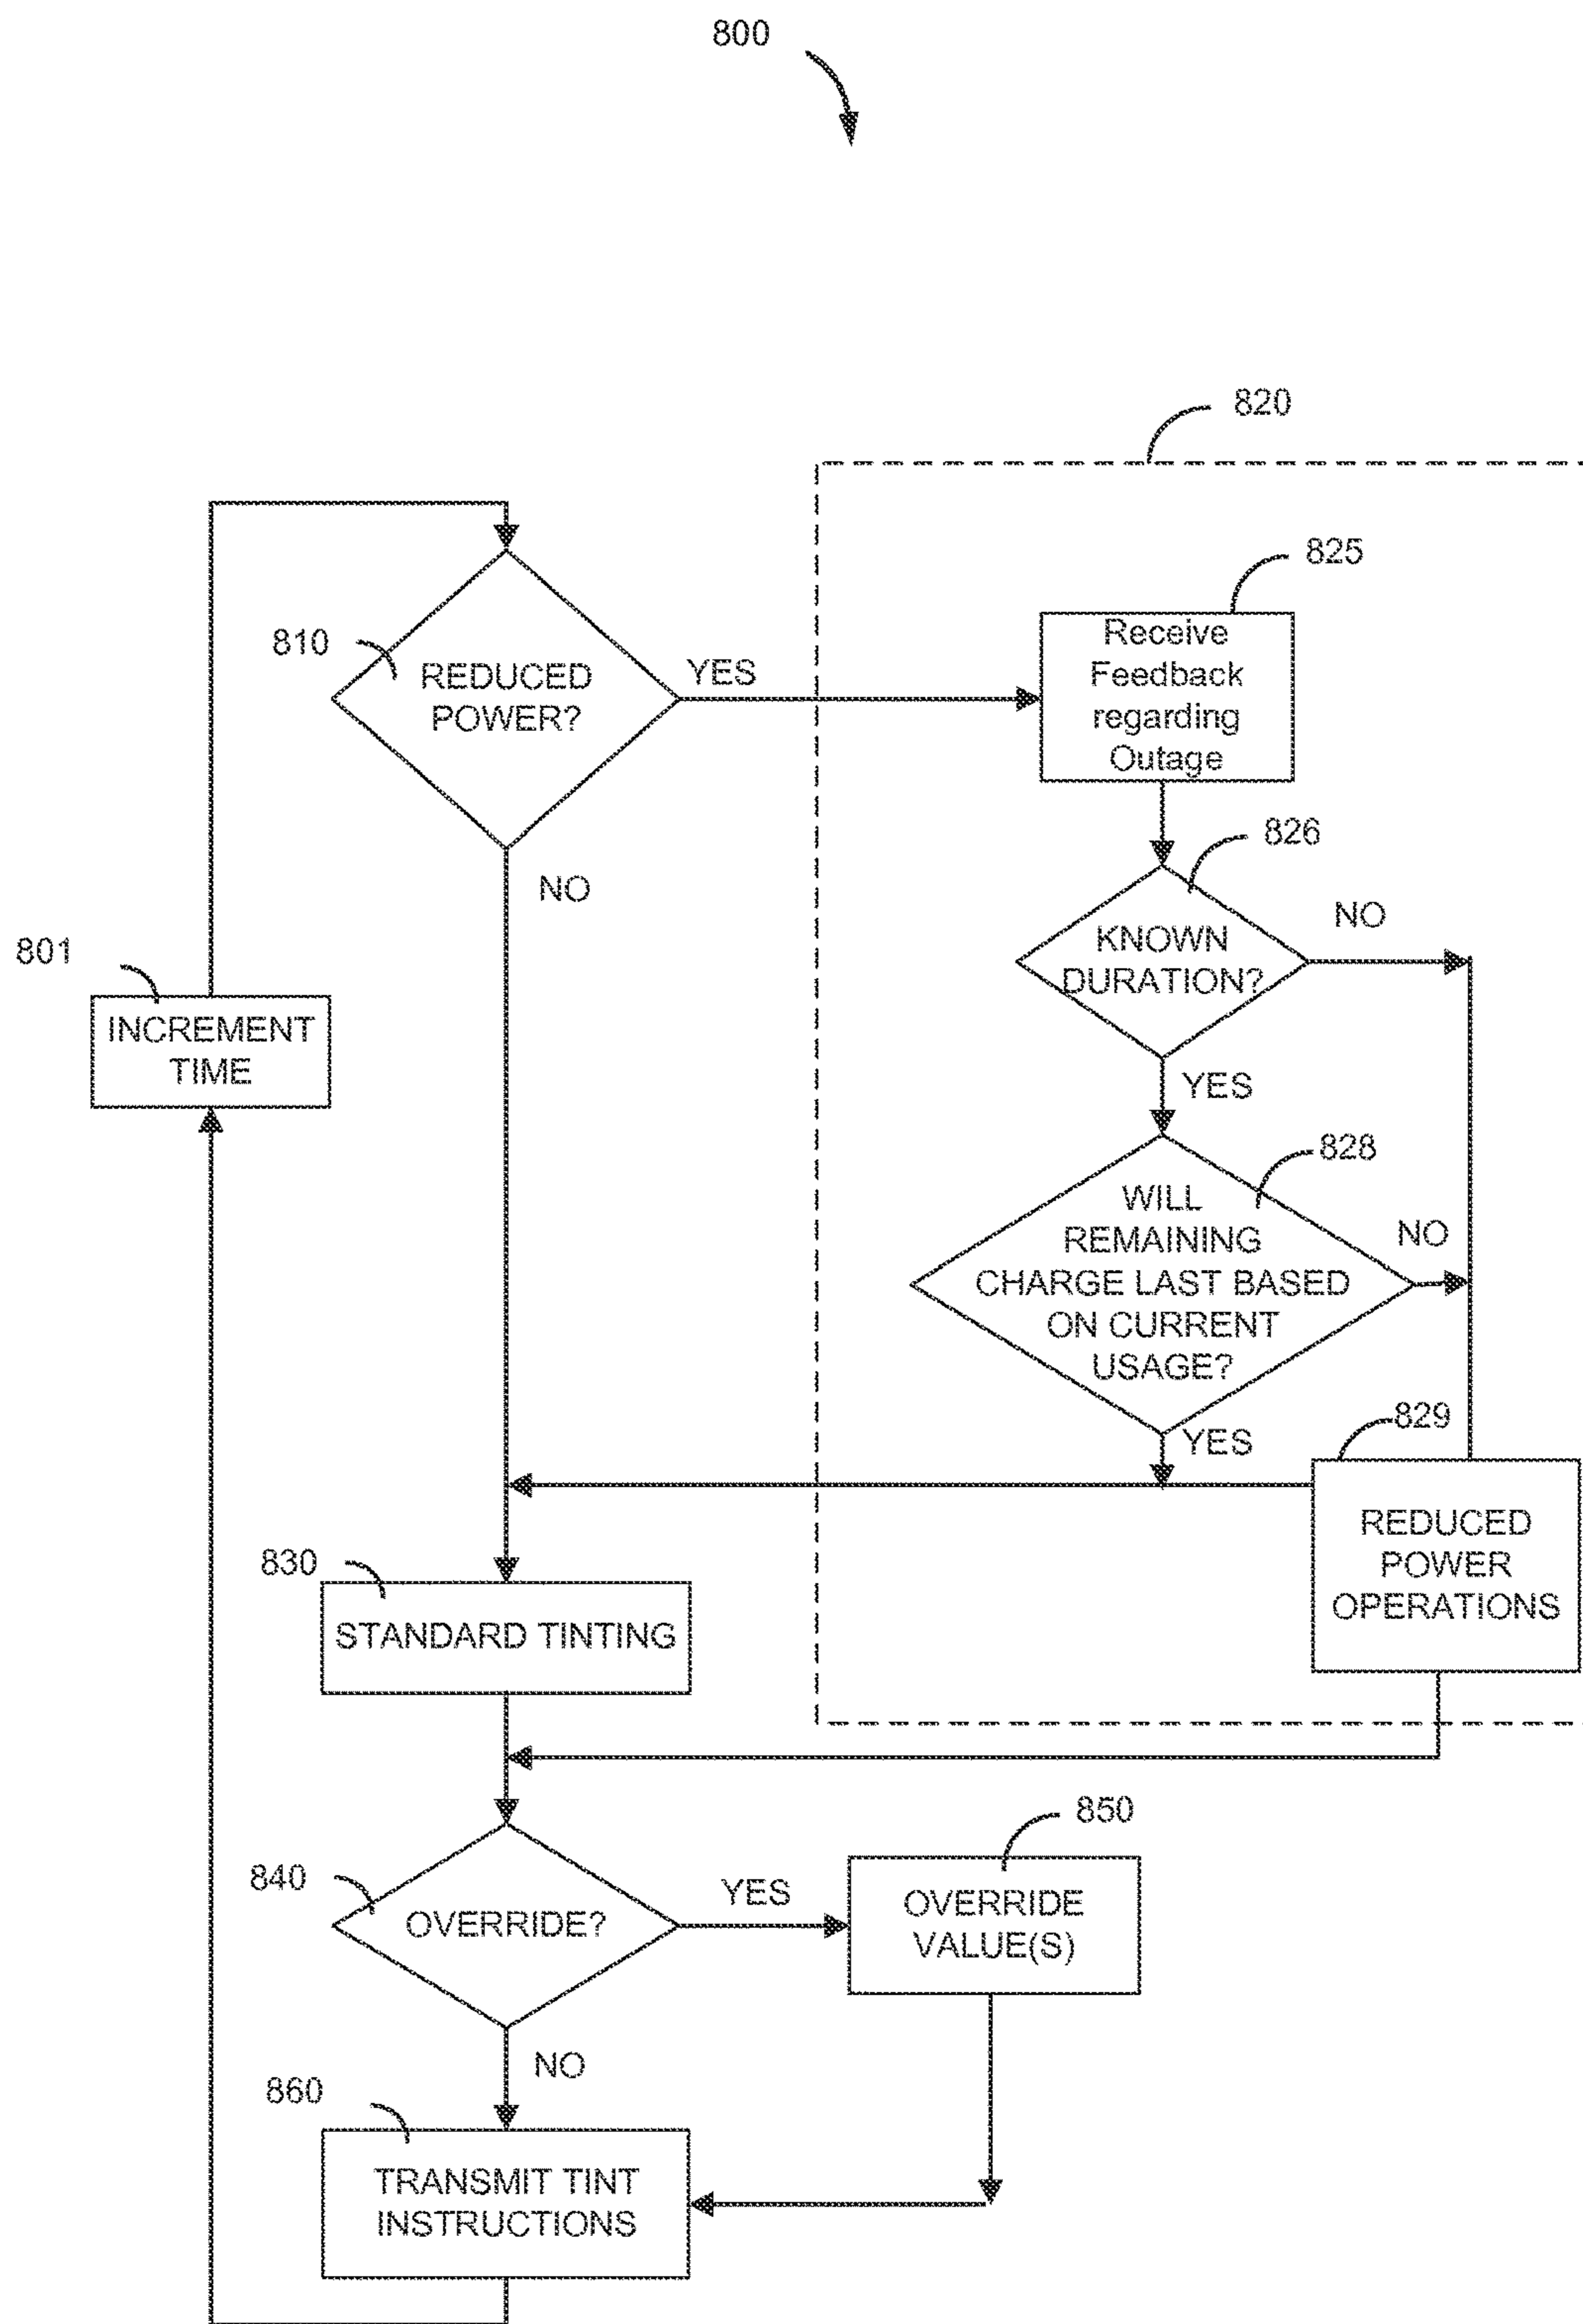 800
820
825
Receive
Feedback
regarding
Outage
810
REDUCED
POWER?
YES
826
NO
KNOWN
DURATION?
NO
801
INCREMENT
TIME
YES
828
WILL
REMAINING
CHARGE LAST BASED
ON CURRENT
USAGE?
NO
829
YES
REDUCED
POWER
OPERATIONS
830
STANDARD TINTING
850
840
OVERRIDE?
YES
OVERRIDE
VALUE(S)
NO
860
TRANSMIT TINT
INSTRUCTIONS